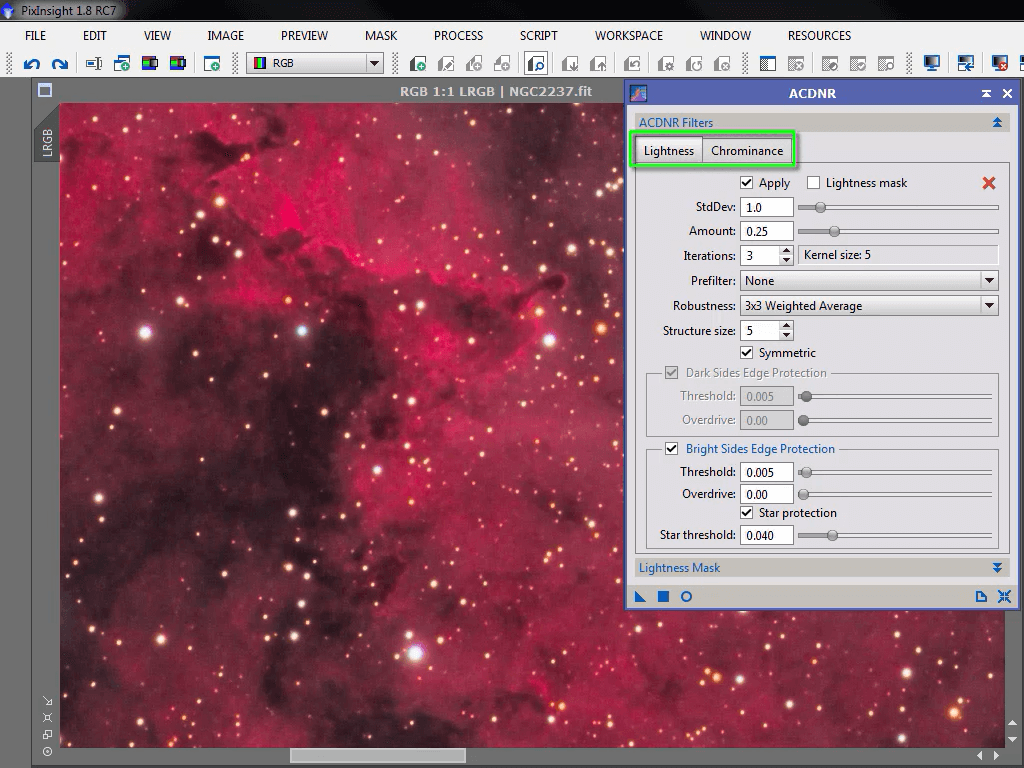 PixInsight 1.8 RC7
FILE EDIT VIEW IMAGE PREVIEW MASK PROCESS SCRIPT WORKSPACE WINDOW RESOURCES
RGB
RGB 1:1 LRGB | NGC2237.fit
LRGB
ACDNR
ACDNR Filters
Lightness Chrominance
Apply Lightness mask
StdDev: 1.0
Amount: 0.25
Iterations: 3 Kernel size: 5
Prefilter: None
Robustness: 3x3 Weighted Average
Structure size: 5
Symmetric
Dark Sides Edge Protection
Threshold: 0.005
Overdrive: 0.00
Bright Sides Edge Protection
Threshold: 0.005
Overdrive: 0.00
Star protection
Star threshold: 0.040
Lightness Mask